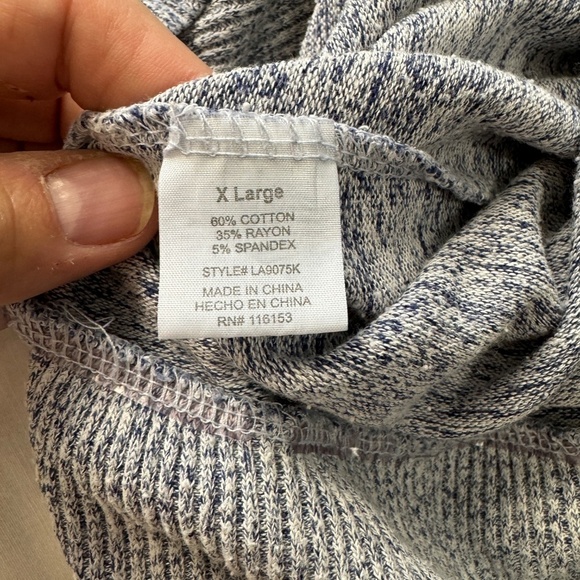 X Large
60% COTTON
35% RAYON
5% SPANDEX
STYLE# LA9075K
MADE IN CHINA
HECHO EN CHINA
RN# 116153